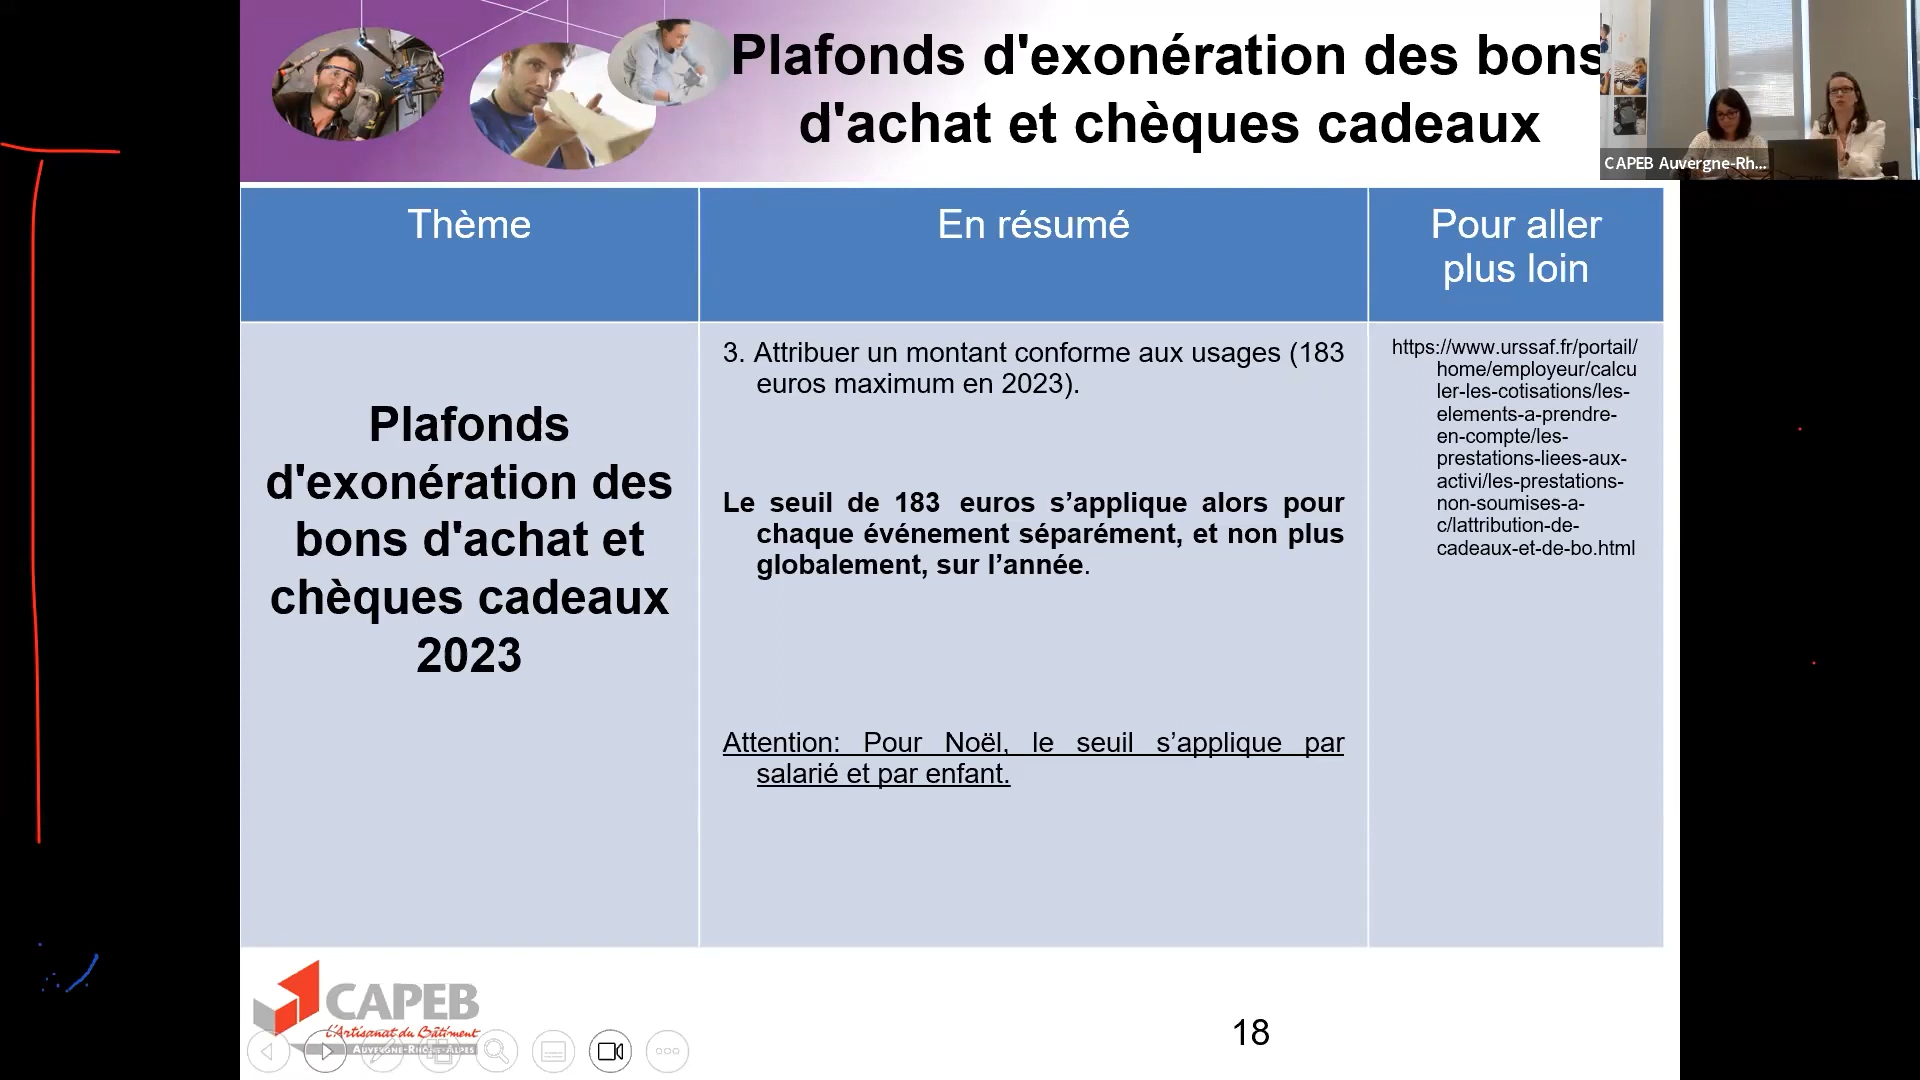 Plafonds d'exonération des bons
d'achat et chèques cadeaux
CAPEB Auvergne-Rh...
Thème
En résumé
Pour aller
plus loin
Plafonds
d'exonération des
bons d'achat et
chèques cadeaux
2023
3. Attribuer un montant conforme aux usages (183
euros maximum en 2023).
Le seuil de 183 euros s’applique alors pour
chaque événement séparément, et non plus
globalement, sur l’année.
Attention: Pour Noël, le seuil s’applique par
salarié et par enfant.
https://www.urssaf.fr/portail/
home/employeur/calcu
ler-les-cotisations/les-
elements-a-prendre-
en-compte/les-
prestations-liees-aux-
activi/les-prestations-
non-soumises-a-
c/lattribution-de-
cadeaux-et-de-bo.html
CAPEB
L'Artisanat du Bâtiment
AUVERGNE-RHÔNE-ALPES
18